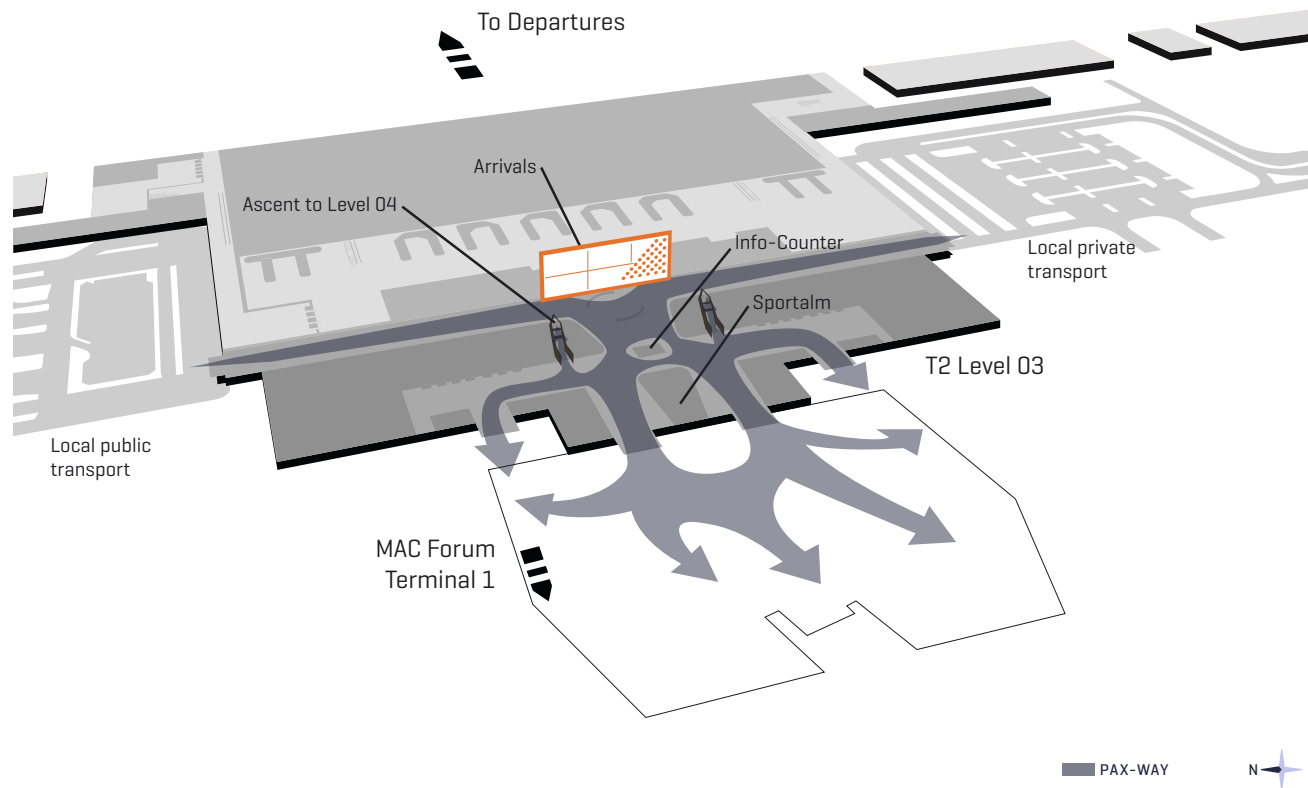 To Departures
Arrivals
Ascent to Level 04
Info-Counter
Local private
transport
Sportalm
T2 Level 03
Local public
transport
MAC Forum
Terminal 1
PAX-WAY
N